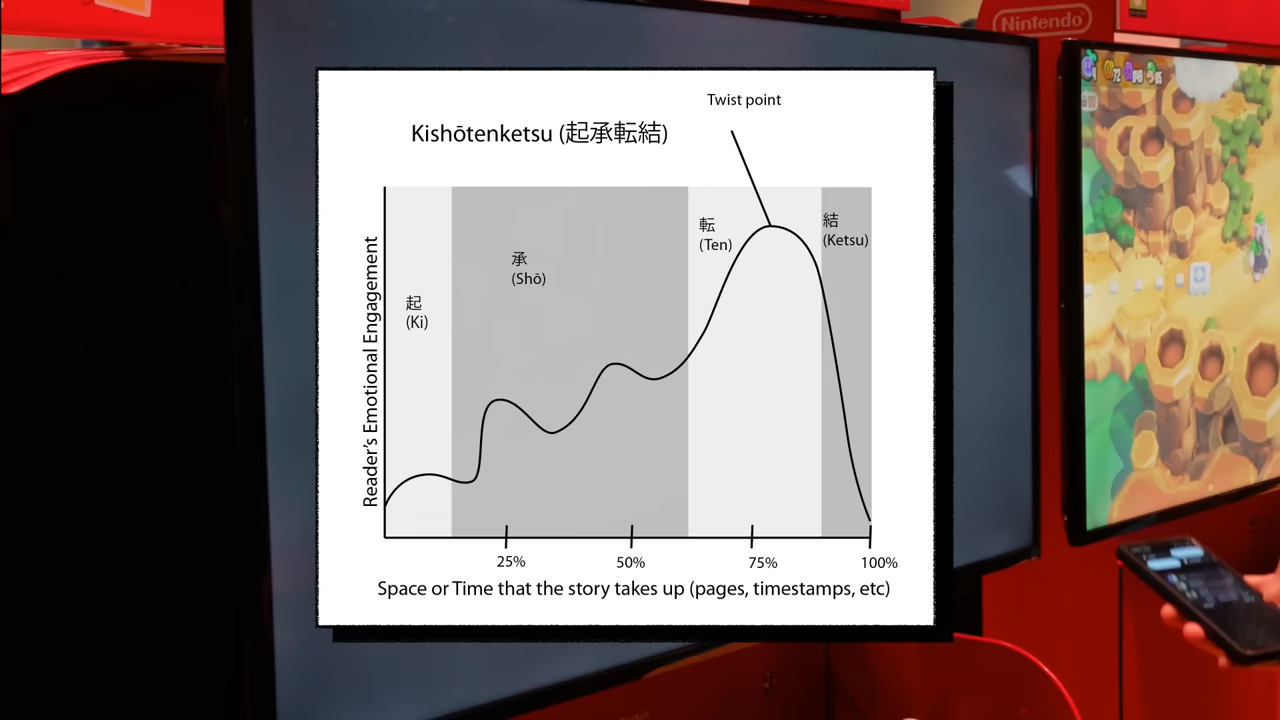 Nintendo
Twist point
Kishōtenketsu (起承転結)
転
(Ten)
結
(Ketsu)
承
(Shō)
起
(Ki)
Reader's Emotional Engagement
25%
50%
75%
100%
Space or Time that the story takes up (pages, timestamps, etc)